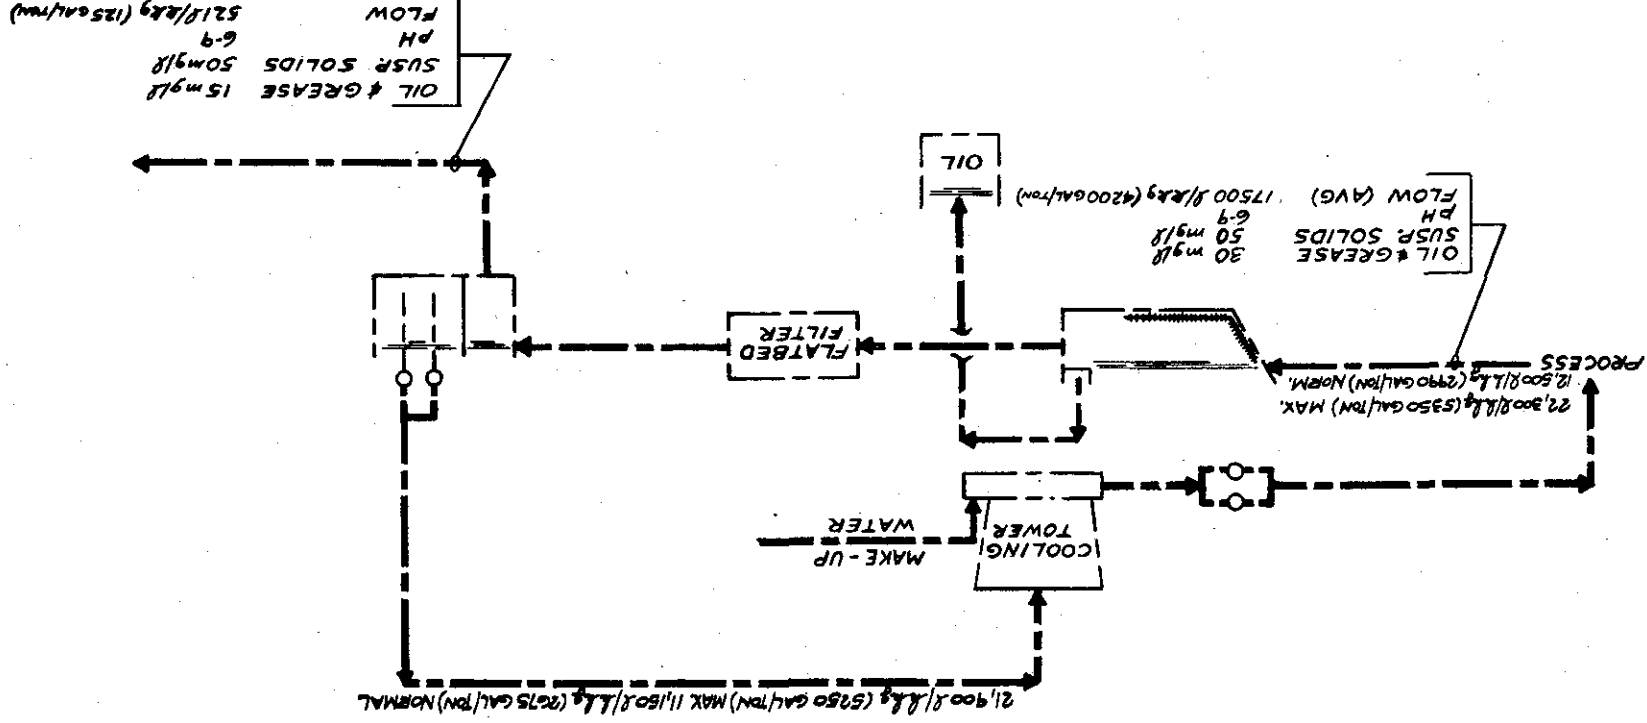 21,900 l/kkg (5250 GAL/TON) MAX 11,150 l/kkg (2675 GAL/TON) NORMAL
COOLING
TOWER
MAKE-UP
WATER
22,300 l/kkg (5350 GAL/TON) MAX.
12,500 l/kkg (2990 GAL/TON) NORM.
PROCESS
FLATBED
FILTER
OIL & GREASE 30 mg/l
SUSP. SOLIDS 50 mg/l
pH 6-9
FLOW (AVG) 17500 l/kkg (4200 GAL/TON)
OIL
OIL & GREASE 15 mg/l
SUSP. SOLIDS 50 mg/l
pH 6-9
FLOW 521 l/kkg (125 GAL/TON)